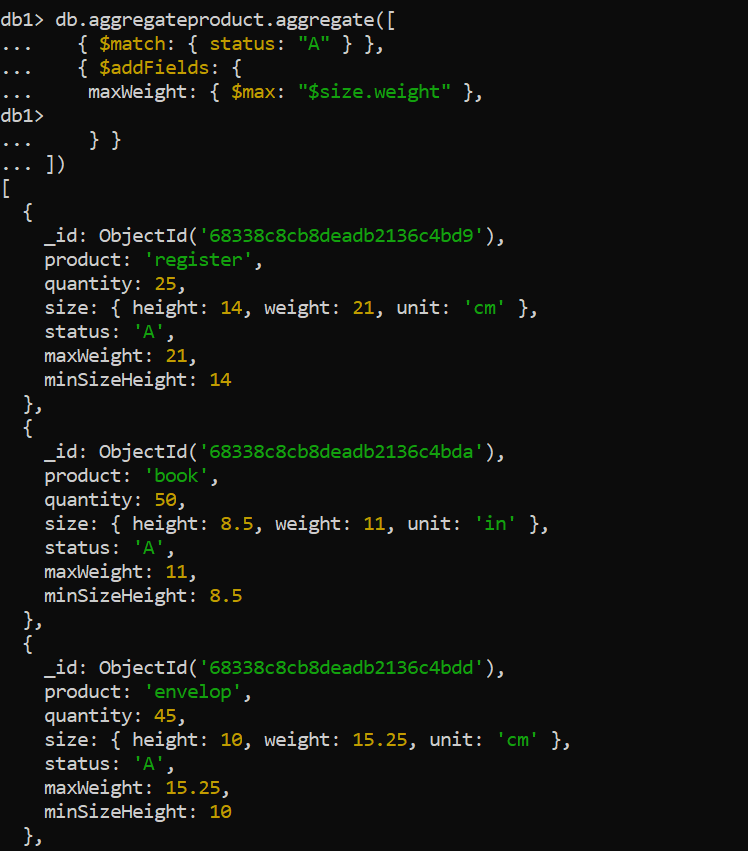 db1> db.aggregateproduct.aggregate([
...    { $match: { status: "A" } },
...    { $addFields: {
...     maxWeight: { $max: "$size.weight" },
db1>
...     } }
... ])
[
  {
    _id: ObjectId('68338c8cb8deadb2136c4bd9'),
    product: 'register',
    quantity: 25,
    size: { height: 14, weight: 21, unit: 'cm' },
    status: 'A',
    maxWeight: 21,
    minSizeHeight: 14
  },
  {
    _id: ObjectId('68338c8cb8deadb2136c4bda'),
    product: 'book',
    quantity: 50,
    size: { height: 8.5, weight: 11, unit: 'in' },
    status: 'A',
    maxWeight: 11,
    minSizeHeight: 8.5
  },
  {
    _id: ObjectId('68338c8cb8deadb2136c4bdd'),
    product: 'envelop',
    quantity: 45,
    size: { height: 10, weight: 15.25, unit: 'cm' },
    status: 'A',
    maxWeight: 15.25,
    minSizeHeight: 10
  },